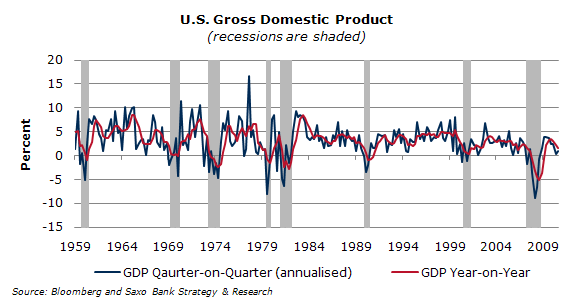 U.S. Gross Domestic Product
(recessions are shaded)
20
15
10
5
0
-5
-10
-15
Percent
1959 1964 1969 1974 1979 1984 1989 1994 1999 2004 2009
GDP Qaurter-on-Quarter (annualised) GDP Year-on-Year
Source: Bloomberg and Saxo Bank Strategy & Research